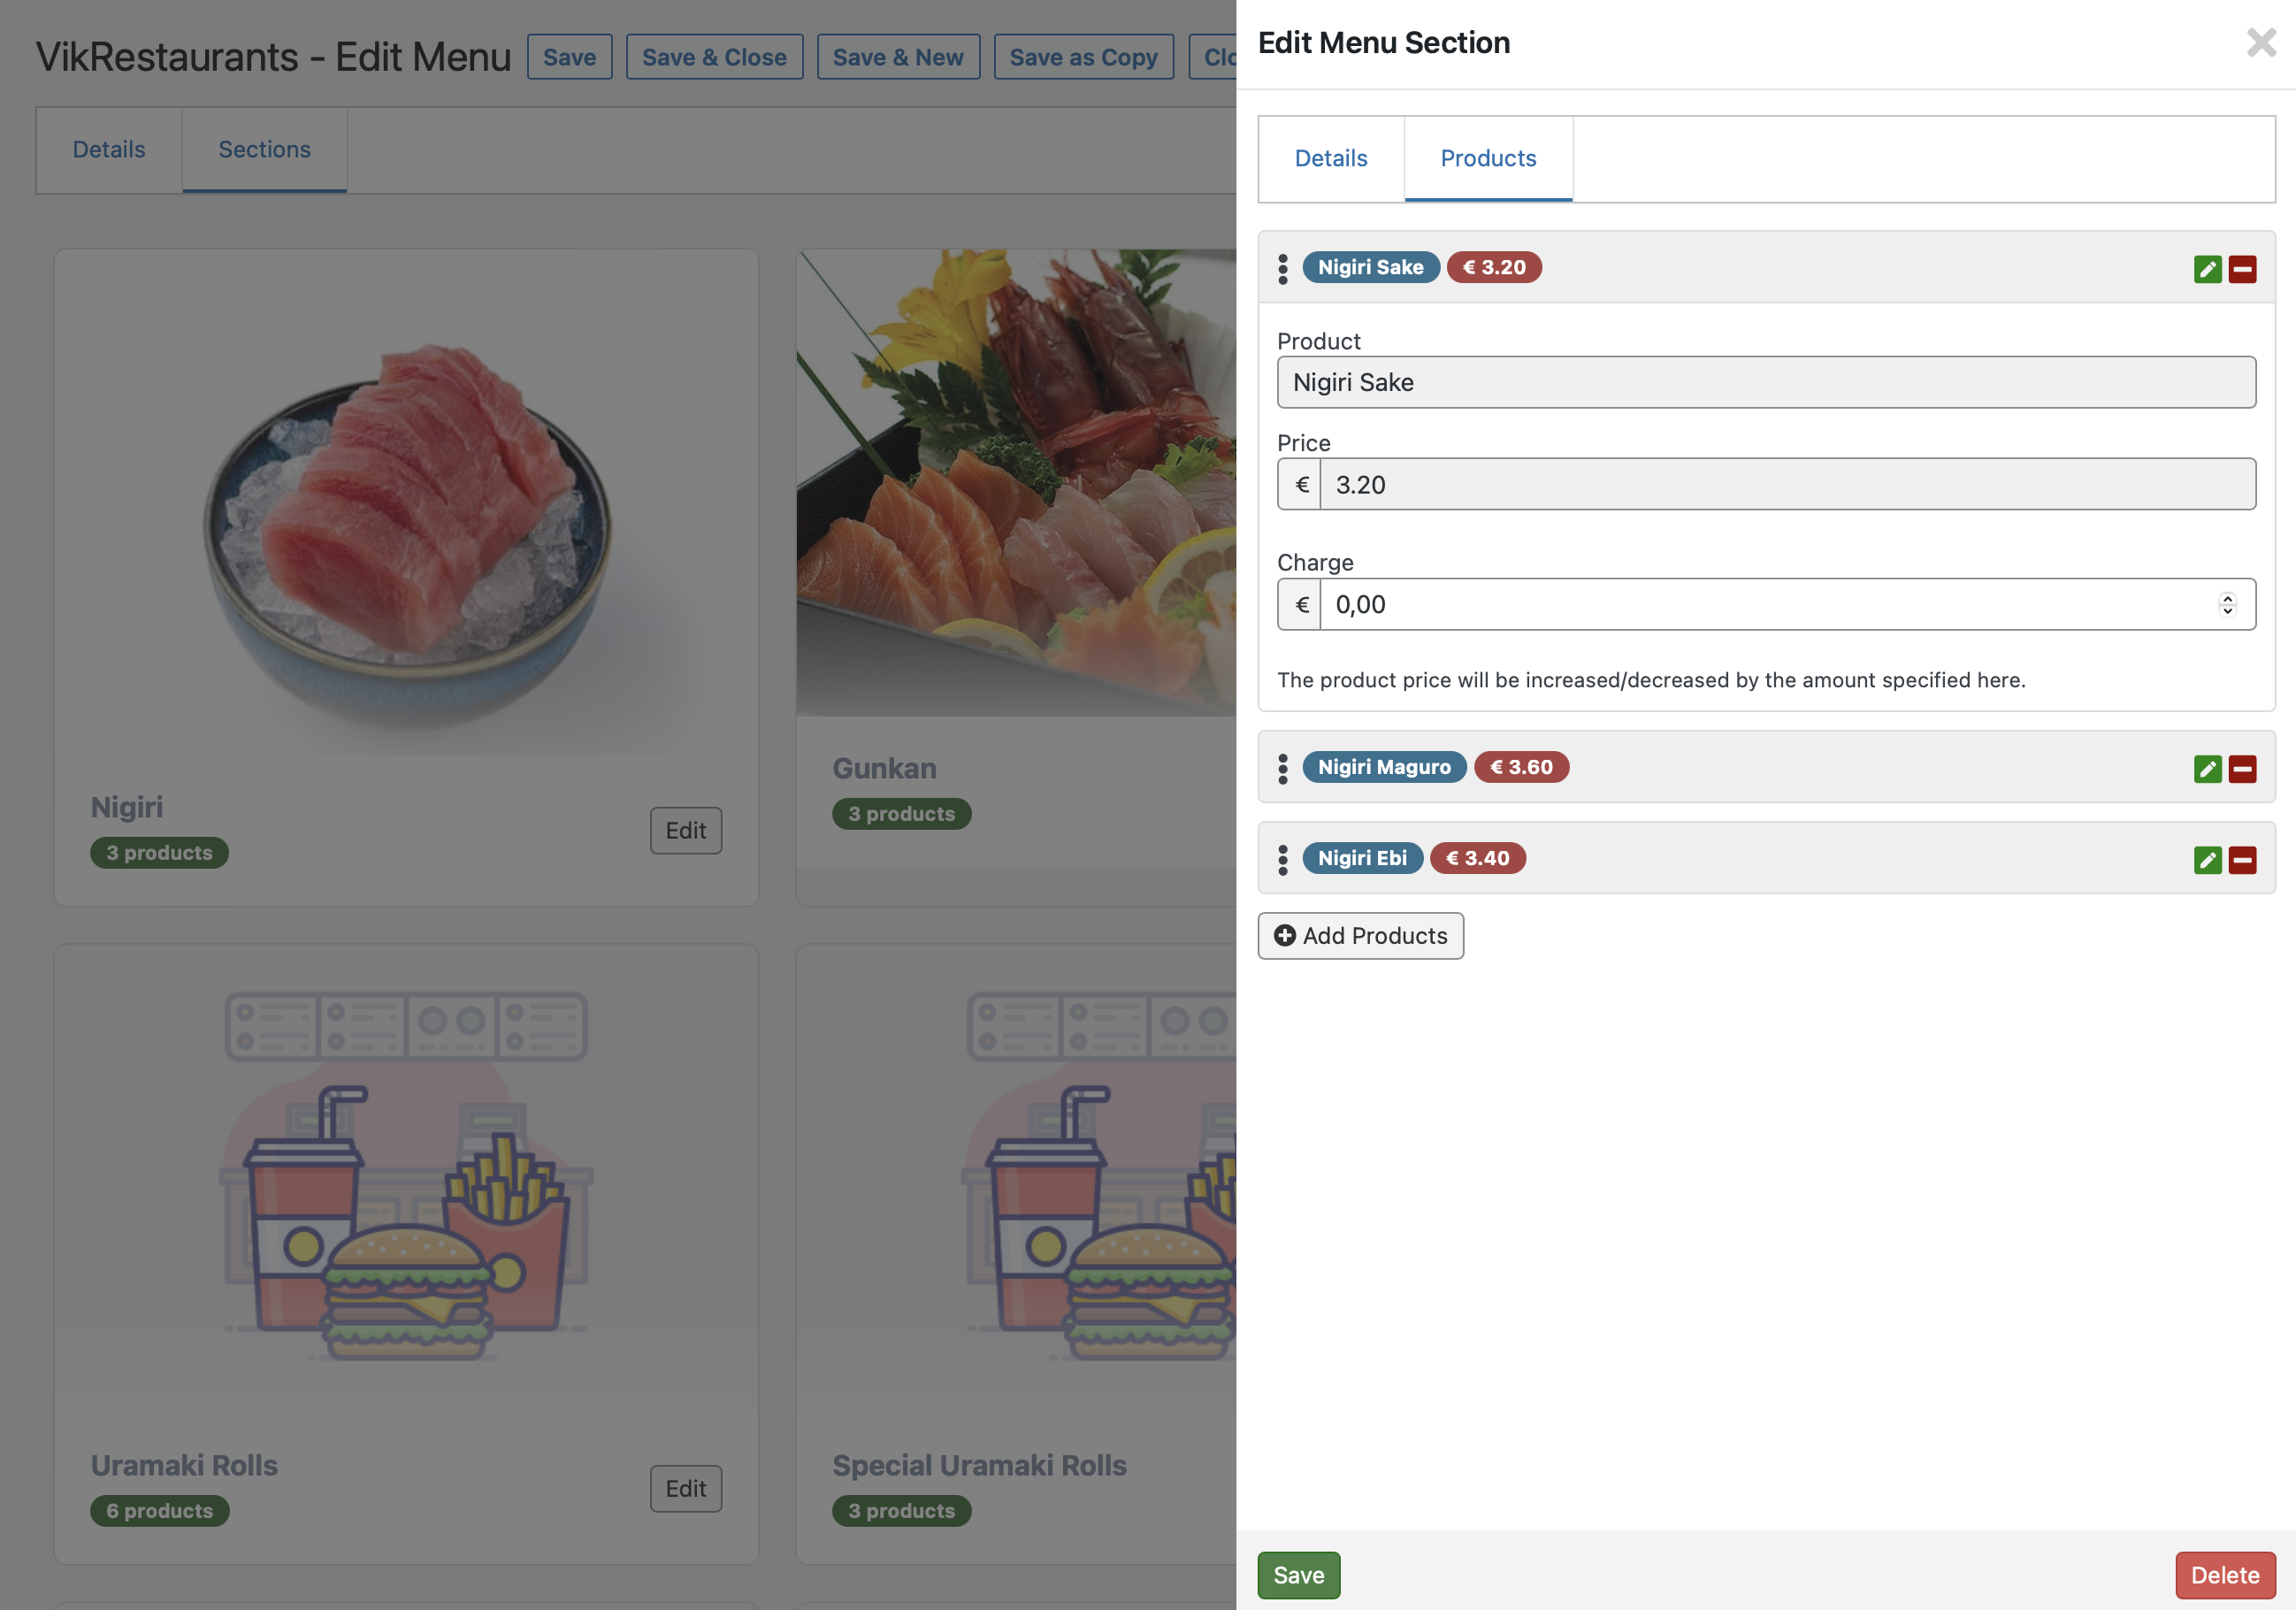 VikRestaurants - Edit Menu
Save
Save & Close
Save & New
Save as Copy
Details
Sections
Nigiri
3 products
Edit
Gunkan
3 products
Uramaki Rolls
6 products
Edit
Special Uramaki Rolls
3 products
Edit Menu Section
Details
Products
Nigiri Sake € 3.20
Product
Nigiri Sake
Price
€ 3.20
Charge
€ 0,00
The product price will be increased/decreased by the amount specified here.
Nigiri Maguro € 3.60
Nigiri Ebi € 3.40
Add Products
Save
Delete